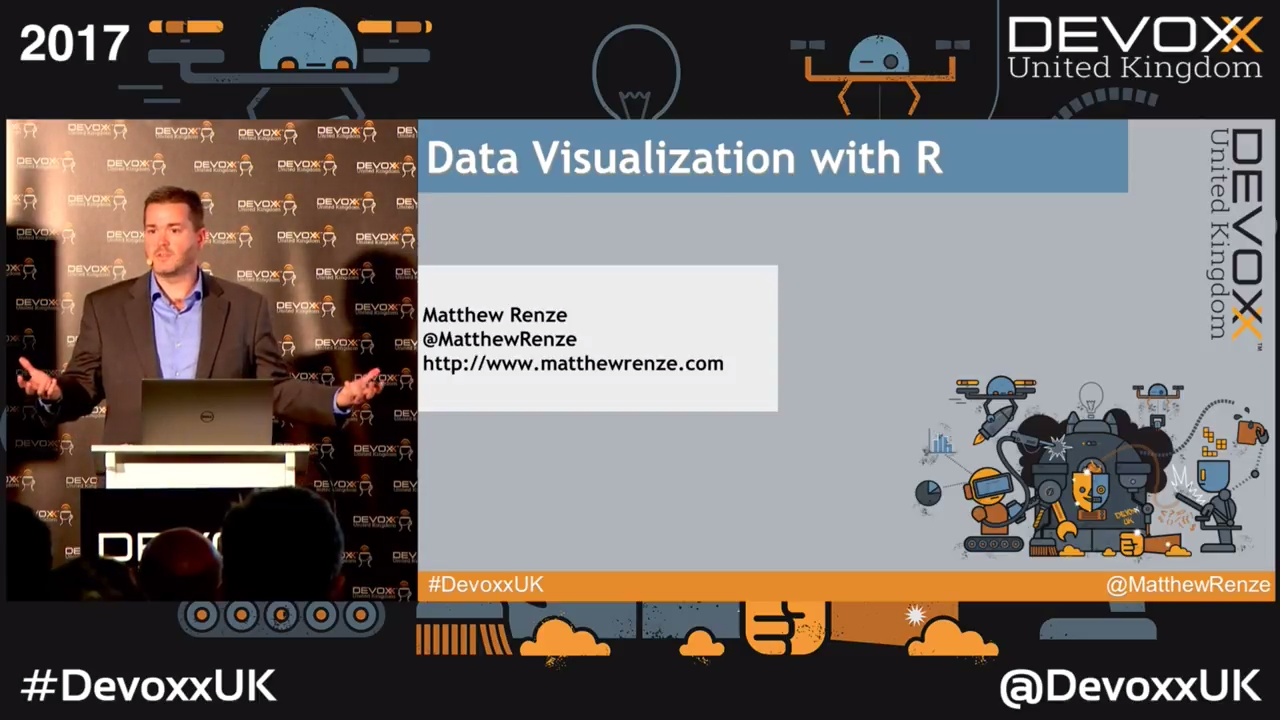 2017
DEVOXX
United Kingdom
Data Visualization with R
DEVOXX
United Kingdom
Matthew Renze
@MatthewRenze
http://www.matthewrenze.com
#DevoxxUK
@MatthewRenze
#DevoxxUK
@DevoxxUK